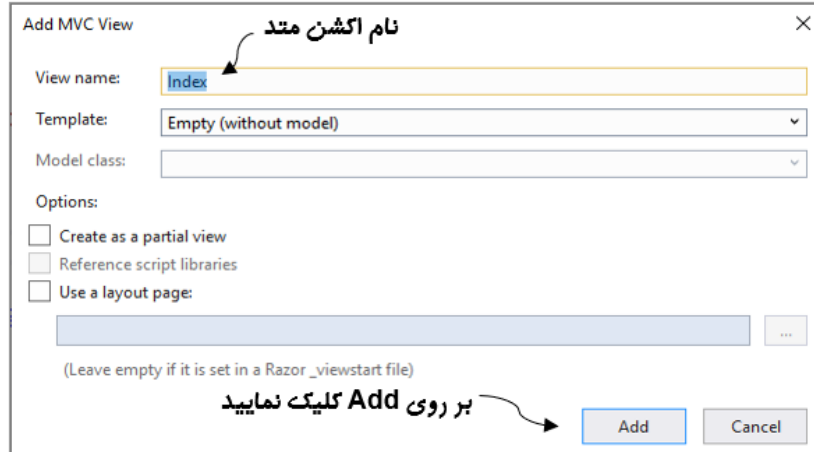 Add MVC View
نام اکشن متد
View name:
Index
Template:
Empty (without model)
Model class:
Options:
Create as a partial view
Reference script libraries
Use a layout page:
...
(Leave empty if it is set in a Razor _viewstart file)
بر روی Add کلیک نمایید
Add
Cancel